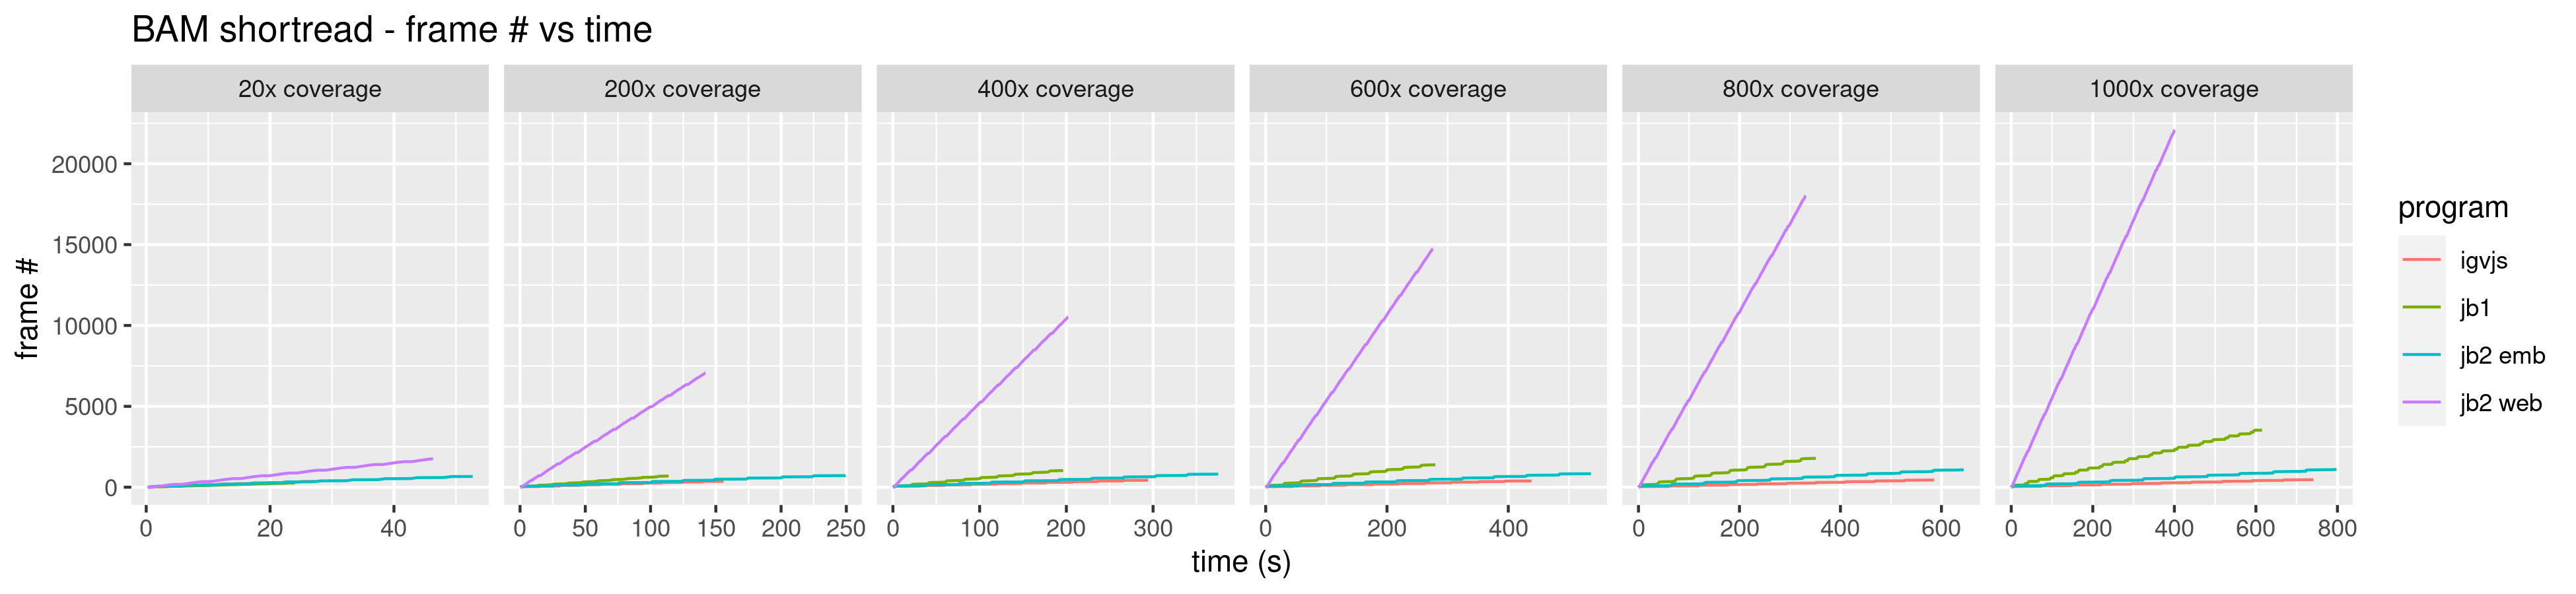 BAM shortread - frame # vs time
20x coverage
200x coverage
400x coverage
600x coverage
800x coverage
1000x coverage
frame #
20000
15000
10000
5000
0
0 20 40
0 50 100 150 200 250
0 100 200 300
0 200 400
0 200 400 600
0 200 400 600 800
time (s)
program
igvjs
jb1
jb2 emb
jb2 web